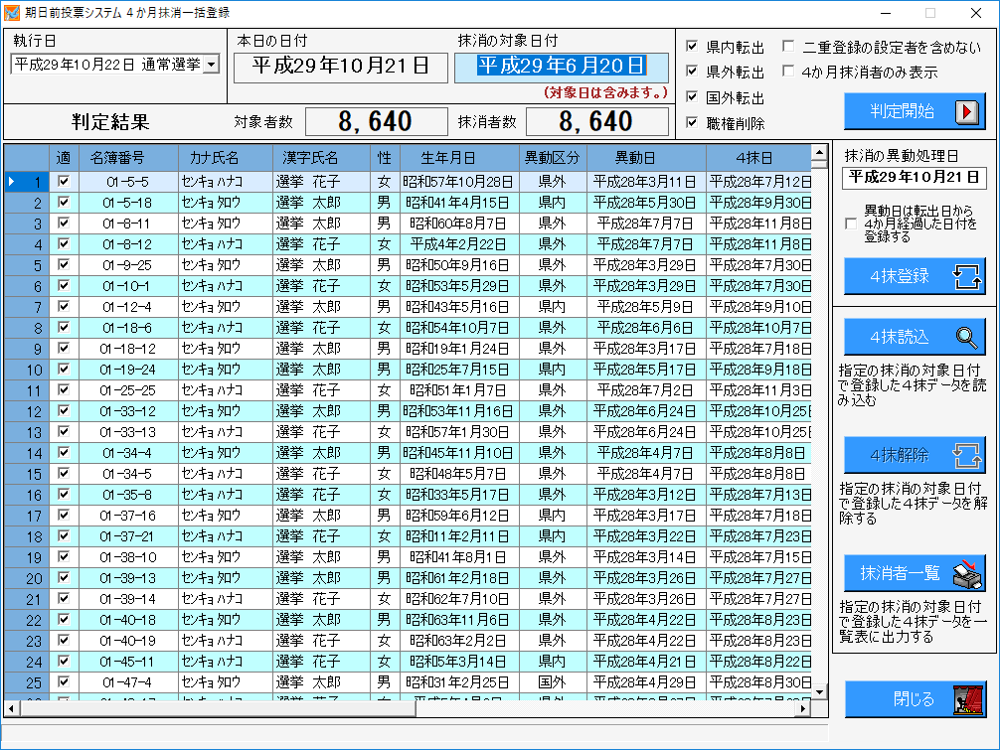 期日前投票システム 4か月抹消一括登録
執行日
平成29年10月22日 通常選挙
本日の日付
平成29年10月21日
抹消の対象日付
平成29年6月20日
(対象日は含みます。)
判定結果
対象者数
8,640
抹消者数
8,640
県内転出
県外転出
国外転出
職権削除
二重登録の設定者を含めない
4か月抹消者のみ表示
判定開始
適 名簿番号 カナ氏名 漢字氏名 性 生年月日 異動区分 異動日 4抹日
1 01-5-5 センキョ ハナコ 選挙 花子 女 昭和57年10月28日 県外 平成28年3月11日 平成28年7月12日
2 01-5-18 センキョ タロウ 選挙 太郎 男 昭和41年4月15日 県内 平成28年5月30日 平成28年9月30日
3 01-8-11 センキョ タロウ 選挙 太郎 男 昭和60年8月7日 県外 平成28年7月7日 平成28年11月8日
4 01-8-12 センキョ ハナコ 選挙 花子 女 平成4年2月22日 県外 平成28年7月7日 平成28年11月8日
5 01-9-25 センキョ タロウ 選挙 太郎 男 昭和50年9月16日 県外 平成28年3月29日 平成28年7月30日
6 01-10-1 センキョ ハナコ 選挙 花子 女 昭和53年5月29日 県外 平成28年3月29日 平成28年7月30日
7 01-12-4 センキョ タロウ 選挙 太郎 男 昭和43年5月16日 県内 平成28年5月9日 平成28年9月10日
8 01-18-6 センキョ ハナコ 選挙 花子 女 昭和54年10月7日 県外 平成28年6月6日 平成28年10月7日
9 01-18-12 センキョ タロウ 選挙 太郎 男 昭和19年1月24日 県外 平成28年3月17日 平成28年7月18日
10 01-19-24 センキョ タロウ 選挙 太郎 男 昭和25年7月15日 県内 平成28年5月17日 平成28年9月18日
11 01-25-25 センキョ ハナコ 選挙 花子 女 昭和51年1月7日 県外 平成28年7月2日 平成28年11月3日
12 01-33-12 センキョ タロウ 選挙 太郎 男 昭和53年11月16日 県外 平成28年6月24日 平成28年10月25日
13 01-33-13 センキョ ハナコ 選挙 花子 女 昭和57年1月30日 県外 平成28年6月24日 平成28年10月25日
14 01-34-4 センキョ タロウ 選挙 太郎 男 昭和45年11月10日 県外 平成28年4月7日 平成28年8月8日
15 01-34-5 センキョ ハナコ 選挙 花子 女 昭和48年5月7日 県外 平成28年4月7日 平成28年8月8日
16 01-35-8 センキョ ハナコ 選挙 花子 女 昭和33年5月17日 県外 平成28年3月12日 平成28年7月13日
17 01-37-16 センキョ タロウ 選挙 太郎 男 昭和59年6月12日 県内 平成28年3月17日 平成28年7月18日
18 01-37-21 センキョ ハナコ 選挙 花子 女 昭和11年2月11日 県内 平成28年3月22日 平成28年7月23日
19 01-38-10 センキョ タロウ 選挙 太郎 男 昭和41年8月1日 県外 平成28年3月14日 平成28年7月15日
20 01-39-13 センキョ タロウ 選挙 太郎 男 昭和61年2月18日 県外 平成28年3月26日 平成28年7月27日
21 01-39-14 センキョ ハナコ 選挙 花子 女 昭和62年7月10日 県外 平成28年3月26日 平成28年7月27日
22 01-40-18 センキョ タロウ 選挙 太郎 男 昭和63年11月6日 県外 平成28年4月22日 平成28年8月23日
23 01-40-19 センキョ ハナコ 選挙 花子 女 昭和63年2月2日 県外 平成28年4月22日 平成28年8月23日
24 01-45-11 センキョ ハナコ 選挙 花子 女 昭和5年3月14日 県内 平成28年4月21日 平成28年8月22日
25 01-47-4 センキョ タロウ 選挙 太郎 男 昭和31年2月25日 国外 平成28年4月29日 平成28年8月30日
抹消の異動処理日
平成29年10月21日
異動日は転出日から
4か月経過した日付を
登録する
4抹登録
4抹読込
指定の抹消の対象日付
で登録した4抹データを読
み込む
4抹解除
指定の抹消の対象日付
で登録した4抹データを解
除する
抹消者一覧
指定の抹消の対象日付
で登録した4抹データを一
覧表に出力する
閉じる